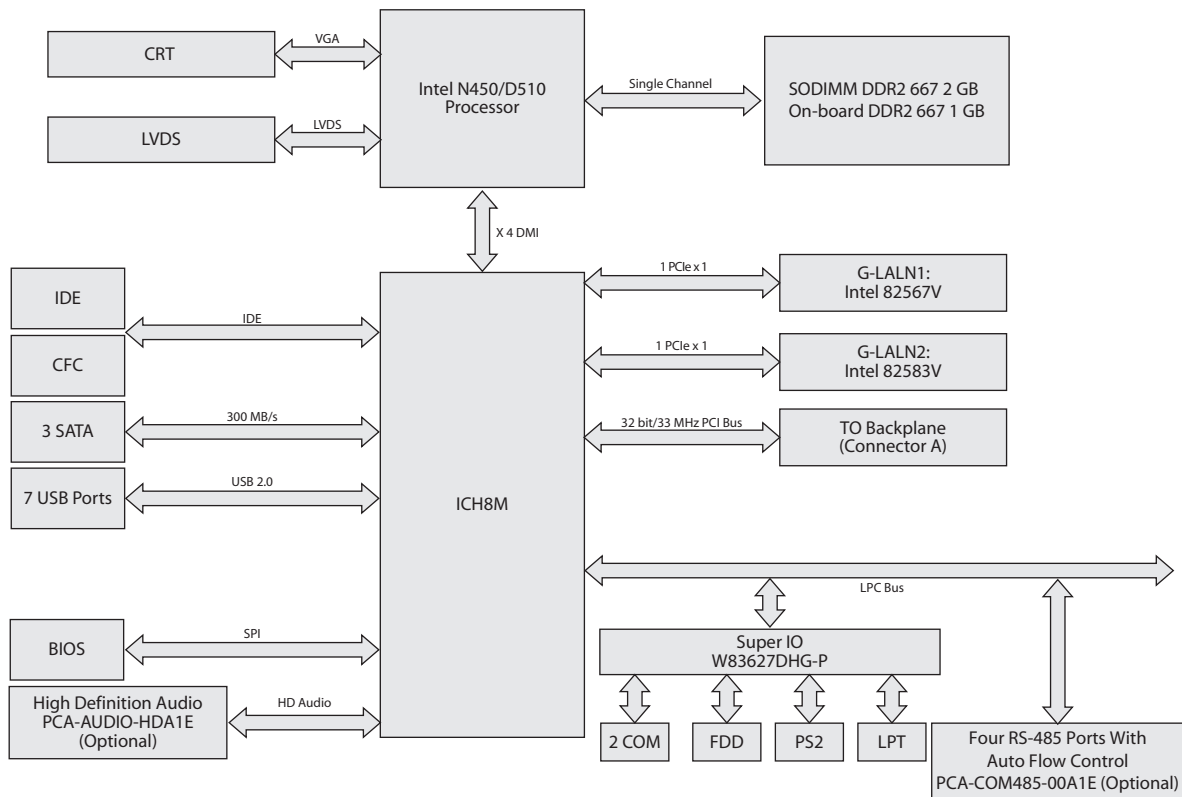 CRT
VGA
Intel N450/D510
Processor
Single Channel
SODIMM DDR2 667 2 GB
On-board DDR2 667 1 GB
LVDS
LVDS
X 4 DMI
IDE
IDE
CFC
3 SATA
300 MB/s
7 USB Ports
USB 2.0
ICH8M
1 PCIe x 1
G-LALN1:
Intel 82567V
1 PCIe x 1
G-LALN2:
Intel 82583V
32 bit/33 MHz PCI Bus
TO Backplane
(Connector A)
LPC Bus
BIOS
SPI
High Definition Audio
PCA-AUDIO-HDA1E
(Optional)
HD Audio
Super IO
W83627DHG-P
2 COM
FDD
PS2
LPT
Four RS-485 Ports With
Auto Flow Control
PCA-COM485-00A1E (Optional)